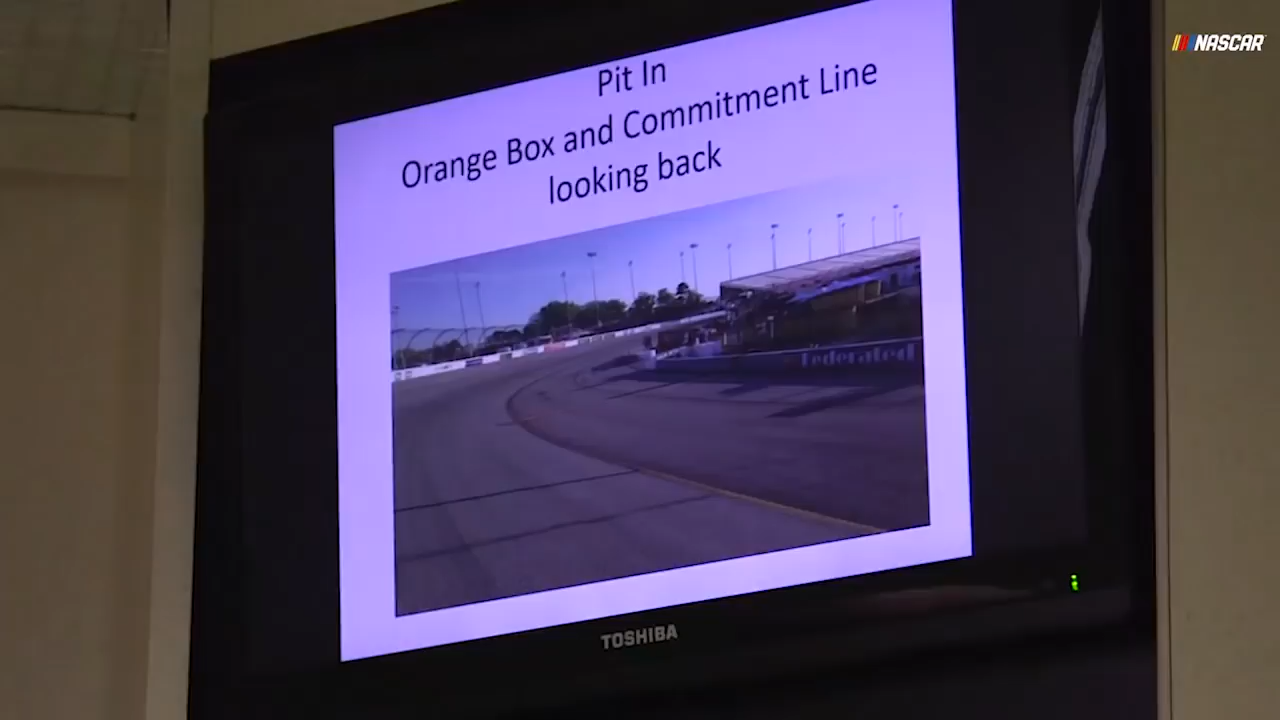 NASCAR
Pit In
Orange Box and Commitment Line
looking back
federated
TOSHIBA